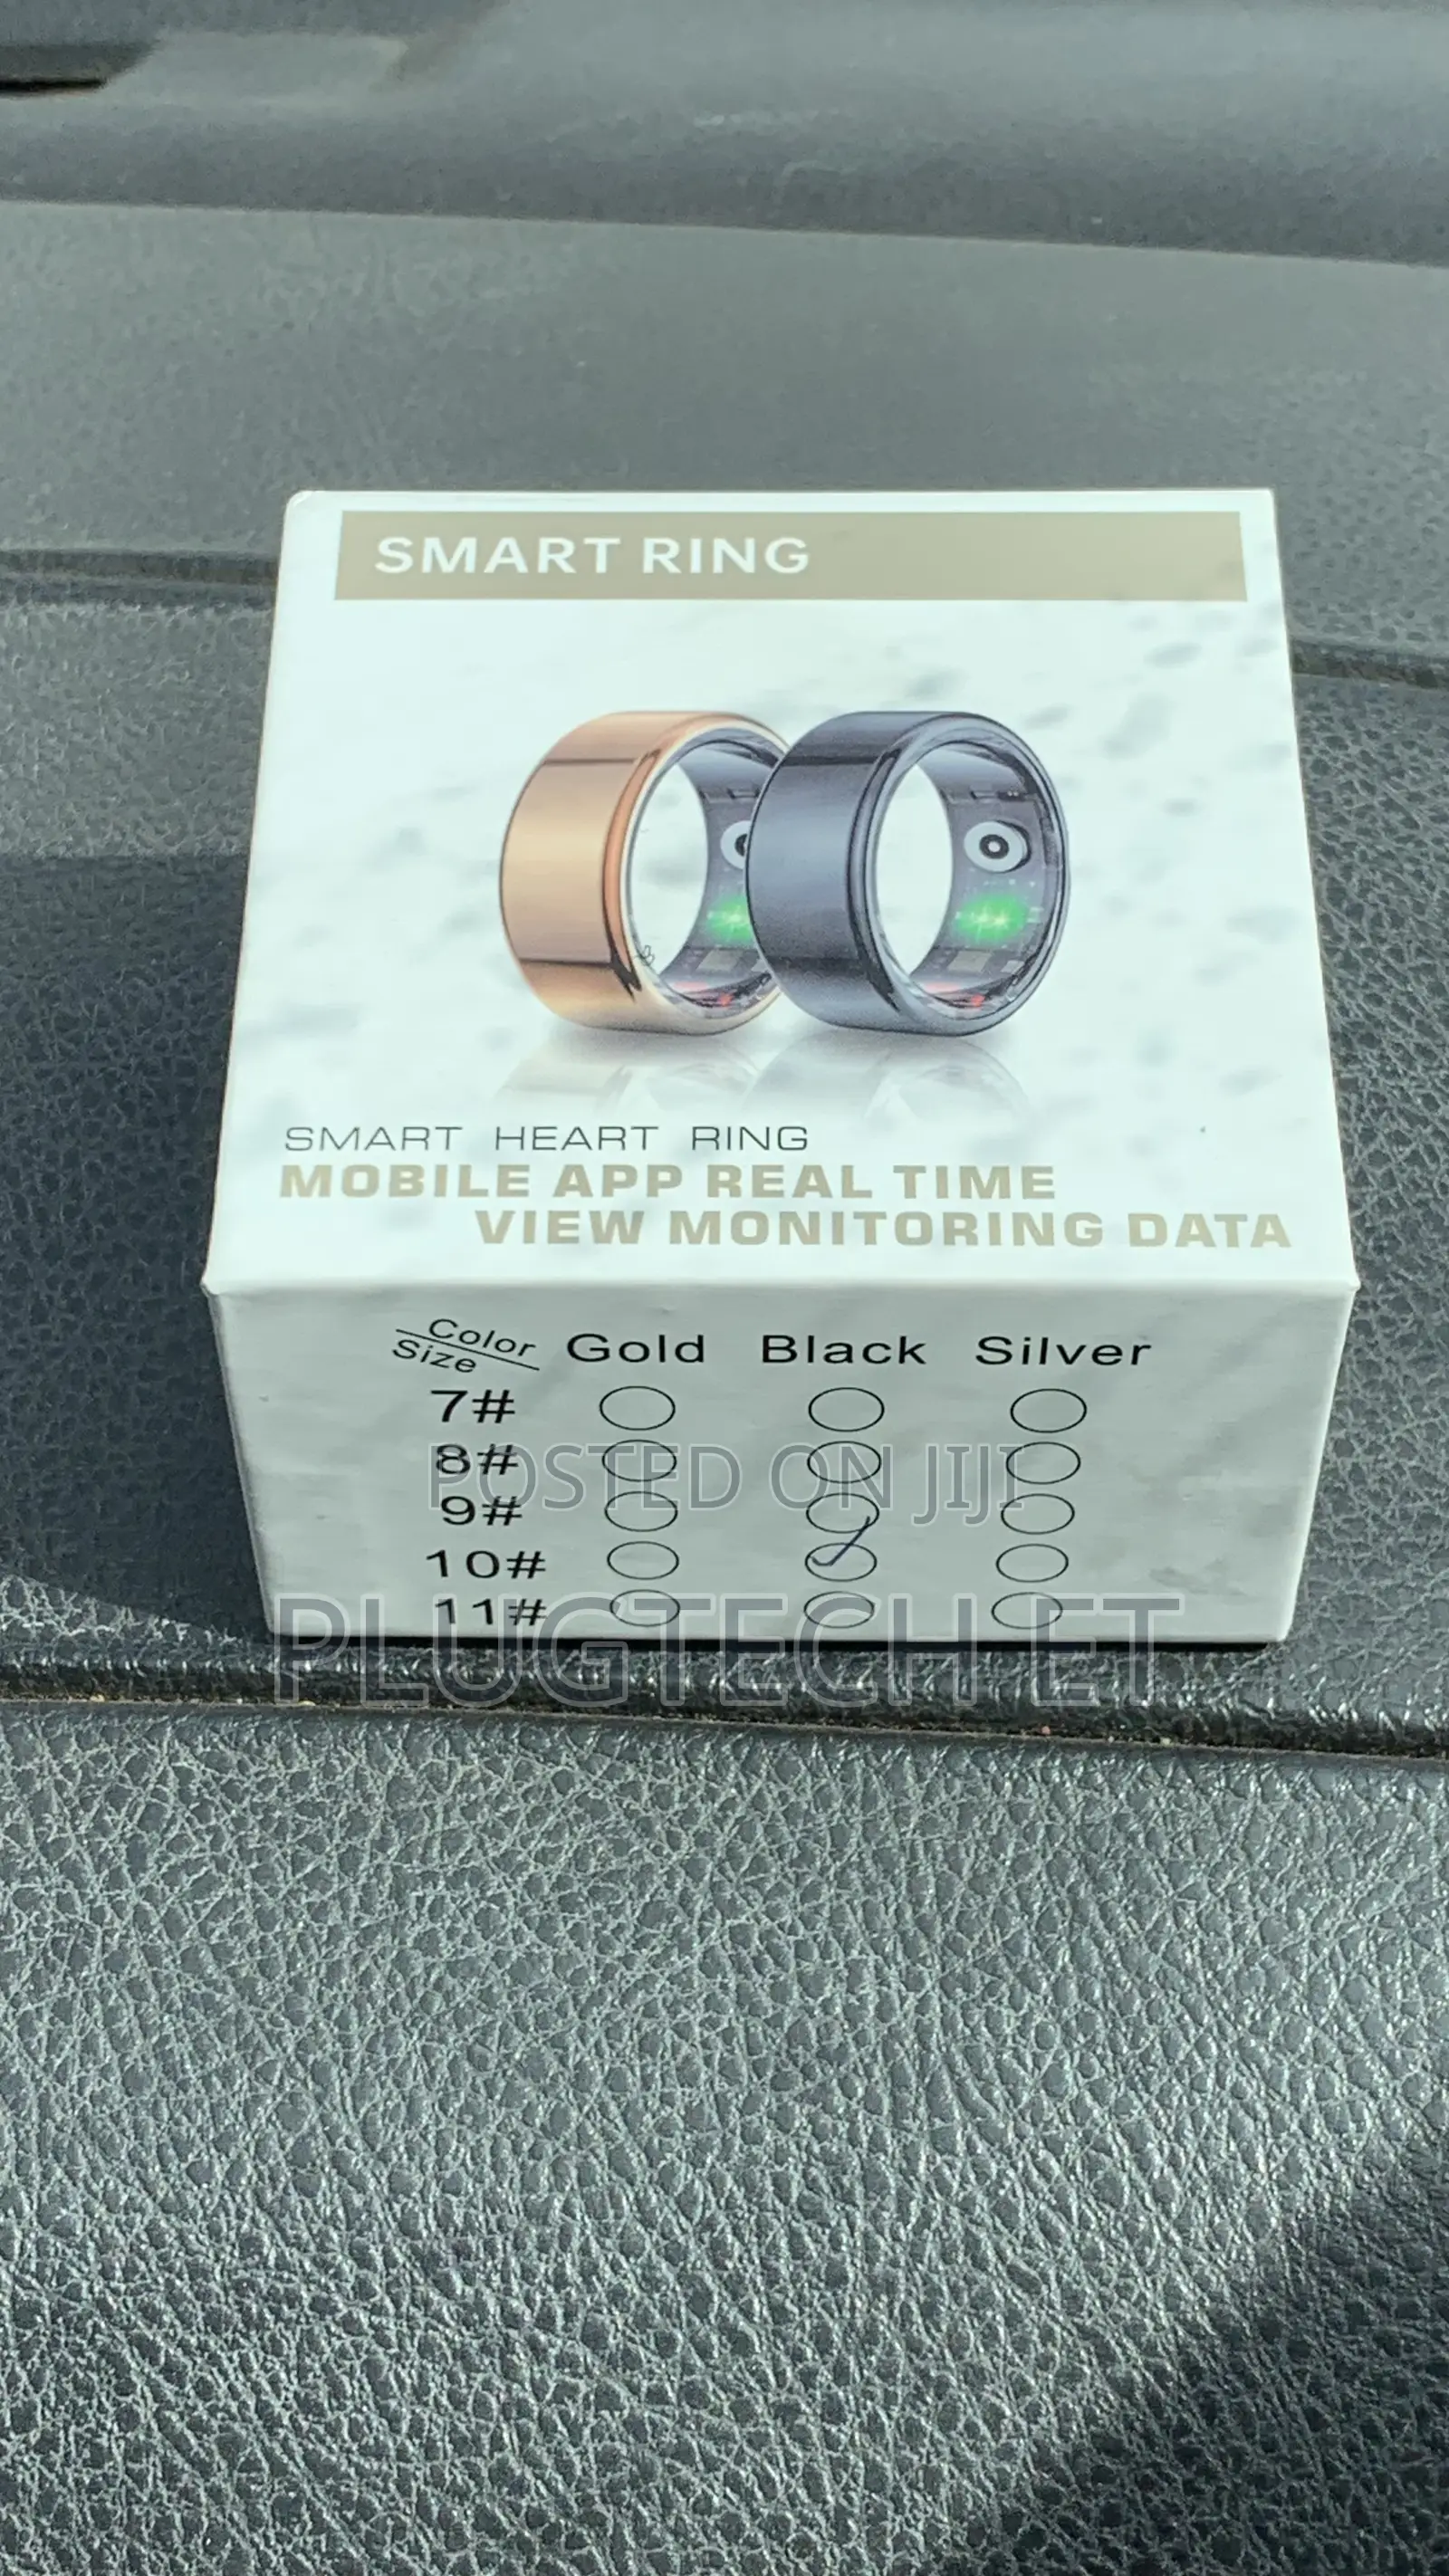 SMART RING
SMART HEART RING
MOBILE APP REAL TIME
VIEW MONITORING DATA
Color
Size
Gold Black Silver
7#
8#
POSTED ON JIJI
9#
10#
11#
PLUGTECH ET